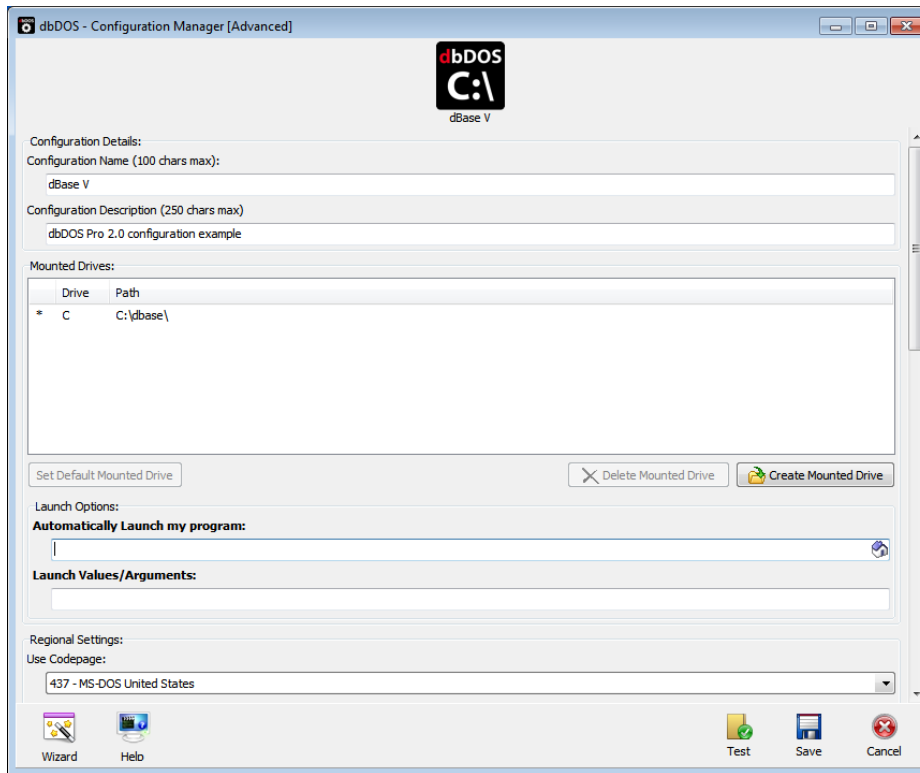 dbDOS - Configuration Manager [Advanced]
dbDOS
C:\
dBase V
Configuration Details:
Configuration Name (100 chars max):
dBase V
Configuration Description (250 chars max)
dbDOS Pro 2.0 configuration example
Mounted Drives:
Drive Path
* C C:\dbase\
Set Default Mounted Drive Delete Mounted Drive Create Mounted Drive
Launch Options:
Automatically Launch my program:
Launch Values/Arguments:
Regional Settings:
Use Codepage:
437 - MS-DOS United States
Wizard Help Test Save Cancel